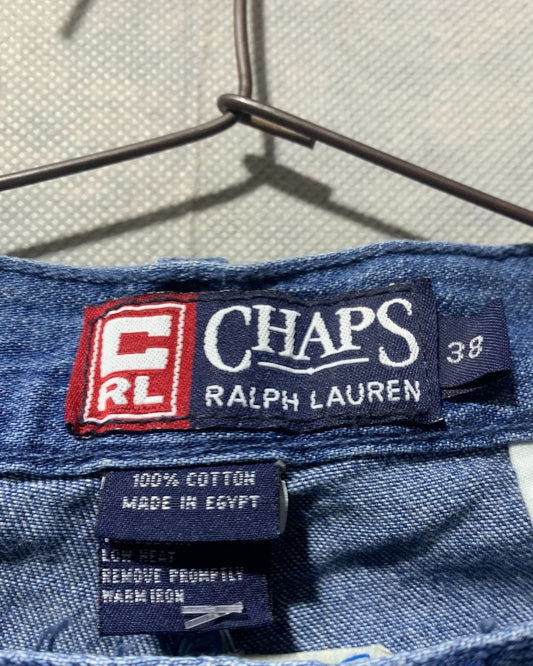 C
RL
CHAPS
RALPH LAUREN
38
100% COTTON
MADE IN EGYPT
LOW HEAT
REMOVE PROMPTLY
WARM IRON